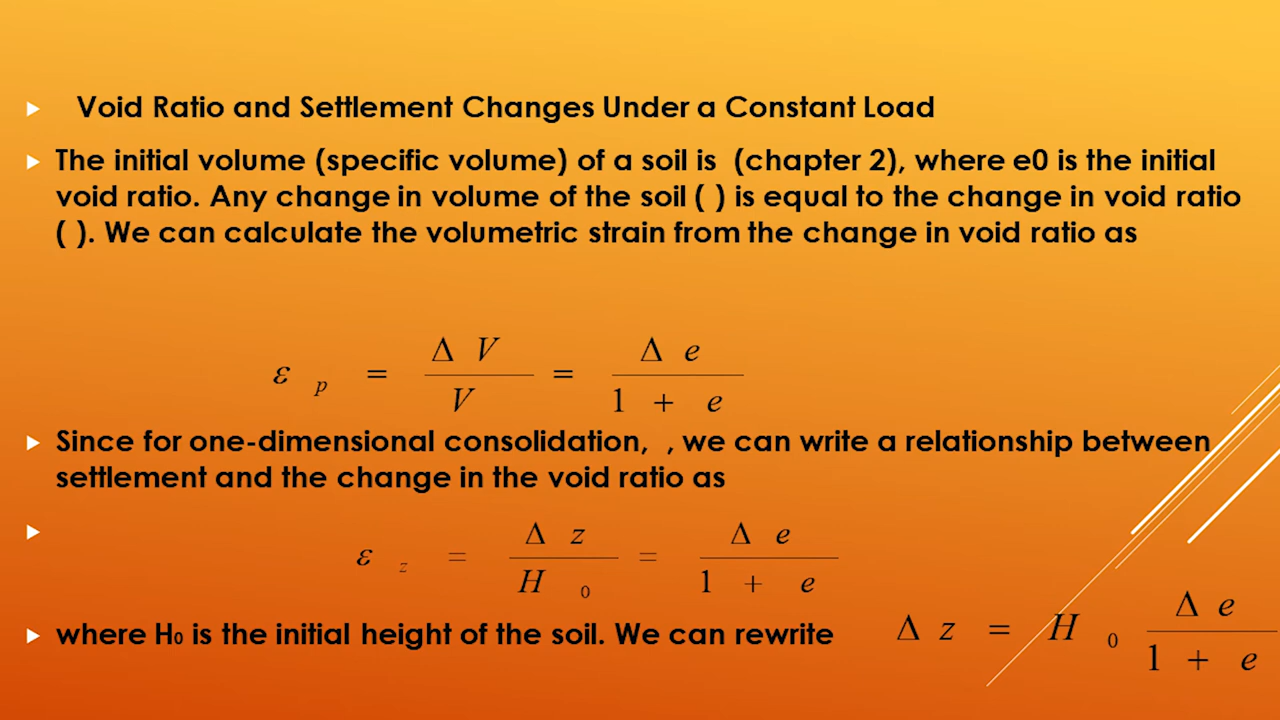 Void Ratio and Settlement Changes Under a Constant Load
The initial volume (specific volume) of a soil is (chapter 2), where e0 is the initial
void ratio. Any change in volume of the soil ( ) is equal to the change in void ratio
( ). We can calculate the volumetric strain from the change in void ratio as
ε p = Δ V / V = Δ e / 1 + e
Since for one-dimensional consolidation, , we can write a relationship between
settlement and the change in the void ratio as
ε z = Δ z / H 0 = Δ e / 1 + e
where H0 is the initial height of the soil. We can rewrite
Δ z = H 0 Δ e / 1 + e